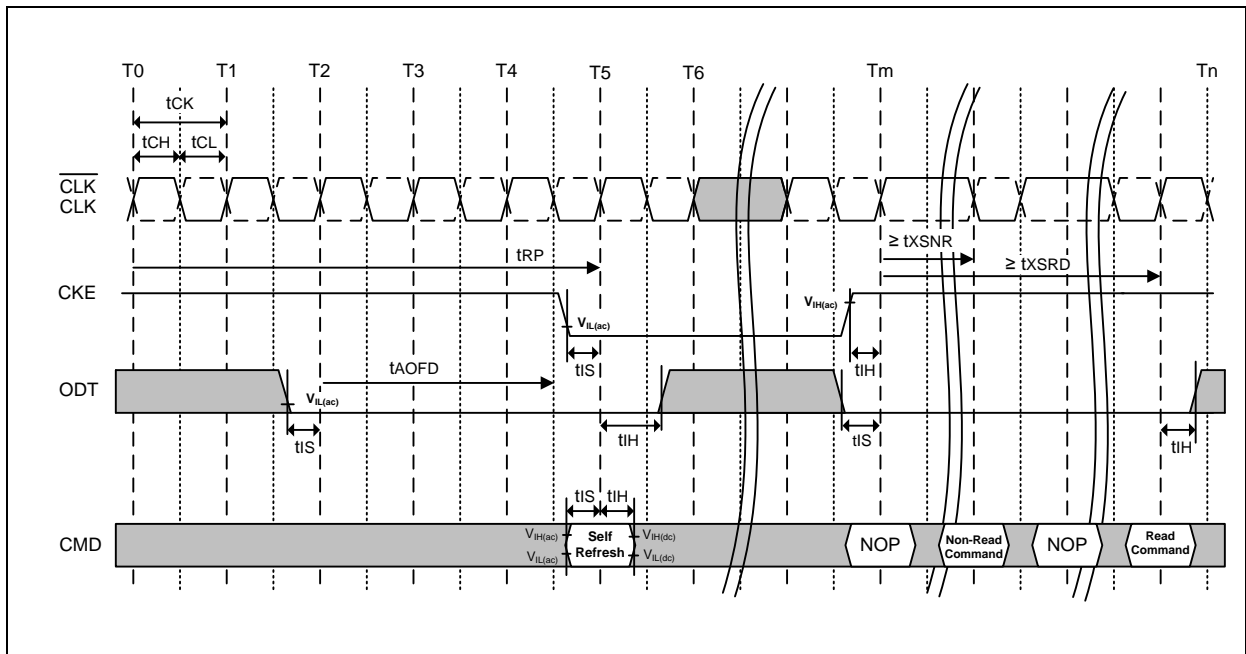 T0 T1 T2 T3 T4 T5 T6 Tm Tn
tCK
tCH tCL
CLK
CLK
≥ tXSNR
tRP
≥ tXSRD
CKE
VIH(ac)
VIL(ac)
tIS
tIH
tAOFD
ODT
VIL(ac)
tIS
tIH
tIS
tIH
tIS tIH
CMD
VIH(ac)
VIL(ac)
Self
Refresh
VIH(dc)
VIL(dc)
NOP
Non-Read
Command
NOP
Read
Command